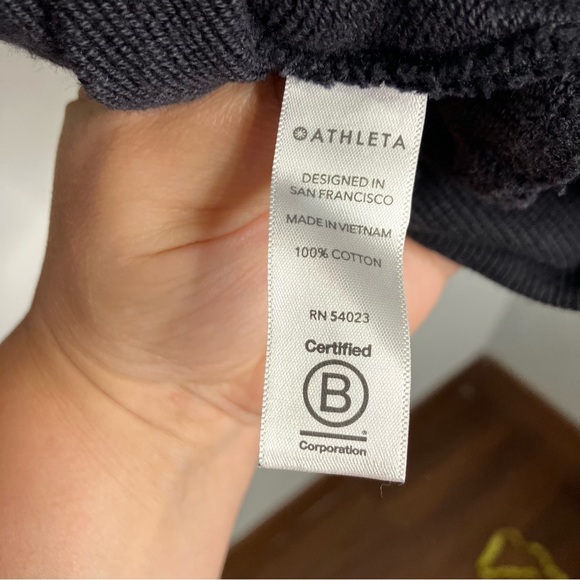 ATHLETA
DESIGNED IN
SAN FRANCISCO
MADE IN VIETNAM
100% COTTON
RN 54023
Certified
B
Corporation